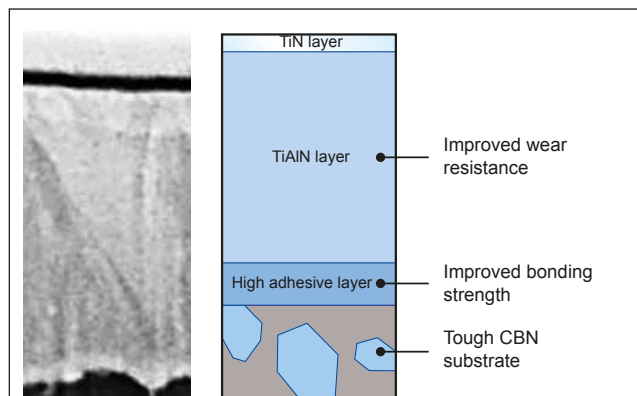 TiN layer
TiAlN layer
Improved wear
resistance
High adhesive layer
Improved bonding
strength
Tough CBN
substrate